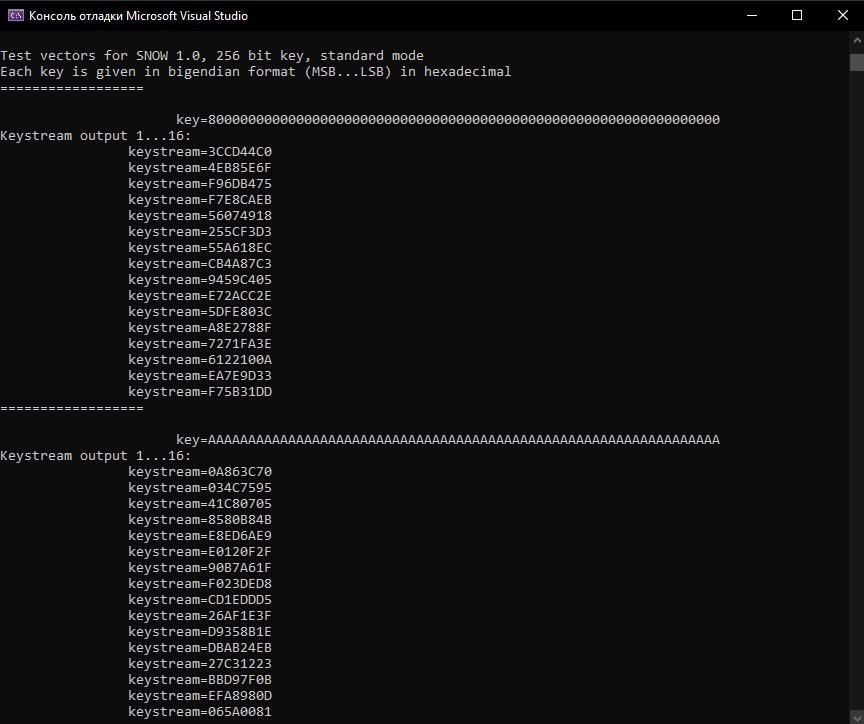 Консоль отладки Microsoft Visual Studio
Test vectors for SNOW 1.0, 256 bit key, standard mode
Each key is given in bigendian format (MSB...LSB) in hexadecimal
==================
key=8000000000000000000000000000000000000000000000000000000000000000
Keystream output 1...16:
keystream=3CCD44C0
keystream=4EB85E6F
keystream=F96DB475
keystream=F7E8CAEB
keystream=56074918
keystream=255CF3D3
keystream=55A618EC
keystream=CB4A87C3
keystream=9459C405
keystream=E72ACC2E
keystream=5DFE803C
keystream=A8E2788F
keystream=7271FA3E
keystream=6122100A
keystream=EA7E9D33
keystream=F75B31DD
==================
key=AAAAAAAAAAAAAAAAAAAAAAAAAAAAAAAAAAAAAAAAAAAAAAAAAAAAAAAAAAAAAAAA
Keystream output 1...16:
keystream=0A863C70
keystream=034C7595
keystream=41C80705
keystream=8580B84B
keystream=E8ED6AE9
keystream=E0120F2F
keystream=90B7A61F
keystream=F023DED8
keystream=CD1EDDD5
keystream=26AF1E3F
keystream=D9358B1E
keystream=DBAB24EB
keystream=27C31223
keystream=BBD97F0B
keystream=EFA8980D
keystream=065A0081